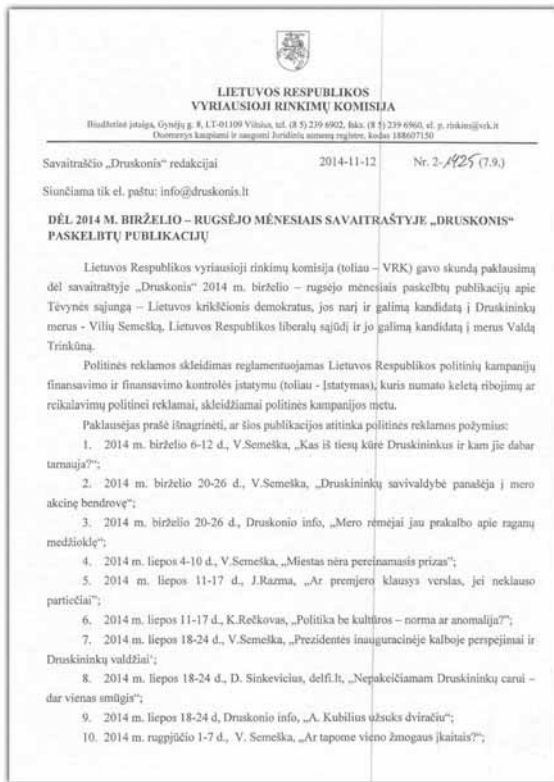 LIETUVOS RESPUBLIKOS
VYRIAUSIOJI RINKIMŲ KOMISIJA
Biudžetinė įstaiga, Gynėjų g. 8, LT-01109 Vilnius, tel. (8 5) 239 6902, faks. (8 5) 239 6960, el. p. rinkim@vrk.lt
Duomenys kaupiami ir saugomi Juridinių asmenų registre, kodas 188607150
Savaitraščio „Druskonis“ redakcijai 2014-11-12 Nr. 2-1425 (7.9.)
Siunčiama tik el. paštu: info@druskonis.lt
DĖL 2014 M. BIRŽELIO – RUGSĖJO MĖNESIAIS SAVAITRAŠTYJE „DRUSKONIS“
PASKELBTŲ PUBLIKACIJŲ
Lietuvos Respublikos vyriausioji rinkimų komisija (toliau – VRK) gavo skundą paklausimą
dėl savaitraštyje „Druskonis“ 2014 m. birželio – rugsėjo mėnesiais paskelbtų publikacijų apie
Tėvynės sąjungą – Lietuvos krikščionis demokratus, jos narį ir galimą kandidatą į Druskininkų
merus - Vilių Semešką, Lietuvos Respublikos liberalų sąjūdį ir jo galimą kandidatą į merus Valdą
Trinkūną.
Politinės reklamos skleidimas reglamentuojamas Lietuvos Respublikos politinių kampanijų
finansavimo ir finansavimo kontrolės įstatymu (toliau - Įstatymas), kuris numato keletą ribojimų ar
reikalavimų politinei reklamai, skleidžiamai politinės kampanijos metu.
Paklausėjas prašė išnagrinėti, ar šios publikacijos atitinka politinės reklamos požymius:
1. 2014 m. birželio 6-12 d., V.Semeška, „Kas iš tiesų kūrė Druskininkus ir kam jie dabar
tarnauja?“;
2. 2014 m. birželio 20-26 d., V.Semeška, „Druskininkų savivaldybė panašėja į mero
akcinę bendrovę“;
3. 2014 m. birželio 20-26 d., Druskonio info, „Mero rėmėjai jau prakalbo apie raganų
medžioklę“;
4. 2014 m. liepos 4-10 d., V.Semeška, „Miestas nėra pereinamasis prizas“;
5. 2014 m. liepos 11-17 d., J.Razma, „Ar premjero klausys verslas, jei neklauso
partiečiai“;
6. 2014 m. liepos 11-17 d., K.Rečkovas, „Politika be kultūros – norma ar anomalija?“;
7. 2014 m. liepos 18-24 d., V.Semeška, „Prezidentės inauguracinėje kalboje perspėjimai ir
Druskininkų valdžiai‘;
8. 2014 m. liepos 18-24 d., D. Sinkevicius, delfi.lt, „Nepakeičiamam Druskininkų carui –
dar vienas smūgis“;
9. 2014 m. liepos 18-24 d, Druskonio info, „A. Kubilius užsuks dviračiu“;
10. 2014 m. rugpjūčio 1-7 d., V. Semeška, „Ar tapome vieno žmogaus įkaitais?“;